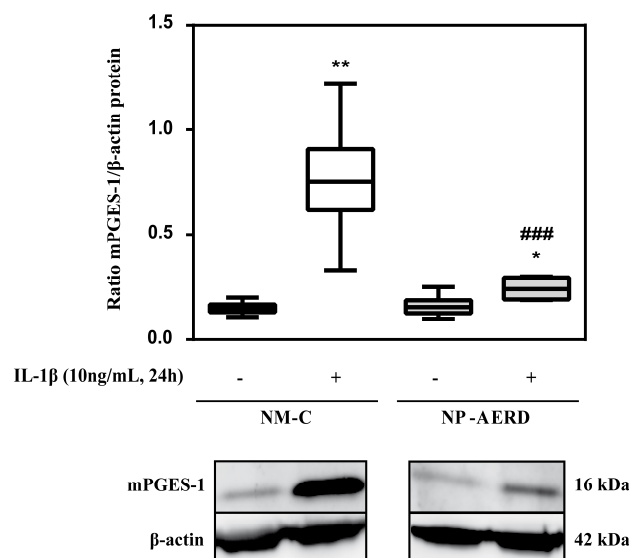 Ratio mPGES-1/β-actin protein
1.5
1.0
0.5
0.0
**
###
*
IL-1β (10ng/mL, 24h) - + - +
NM-C NP-AERD
mPGES-1 16 kDa
β-actin 42 kDa